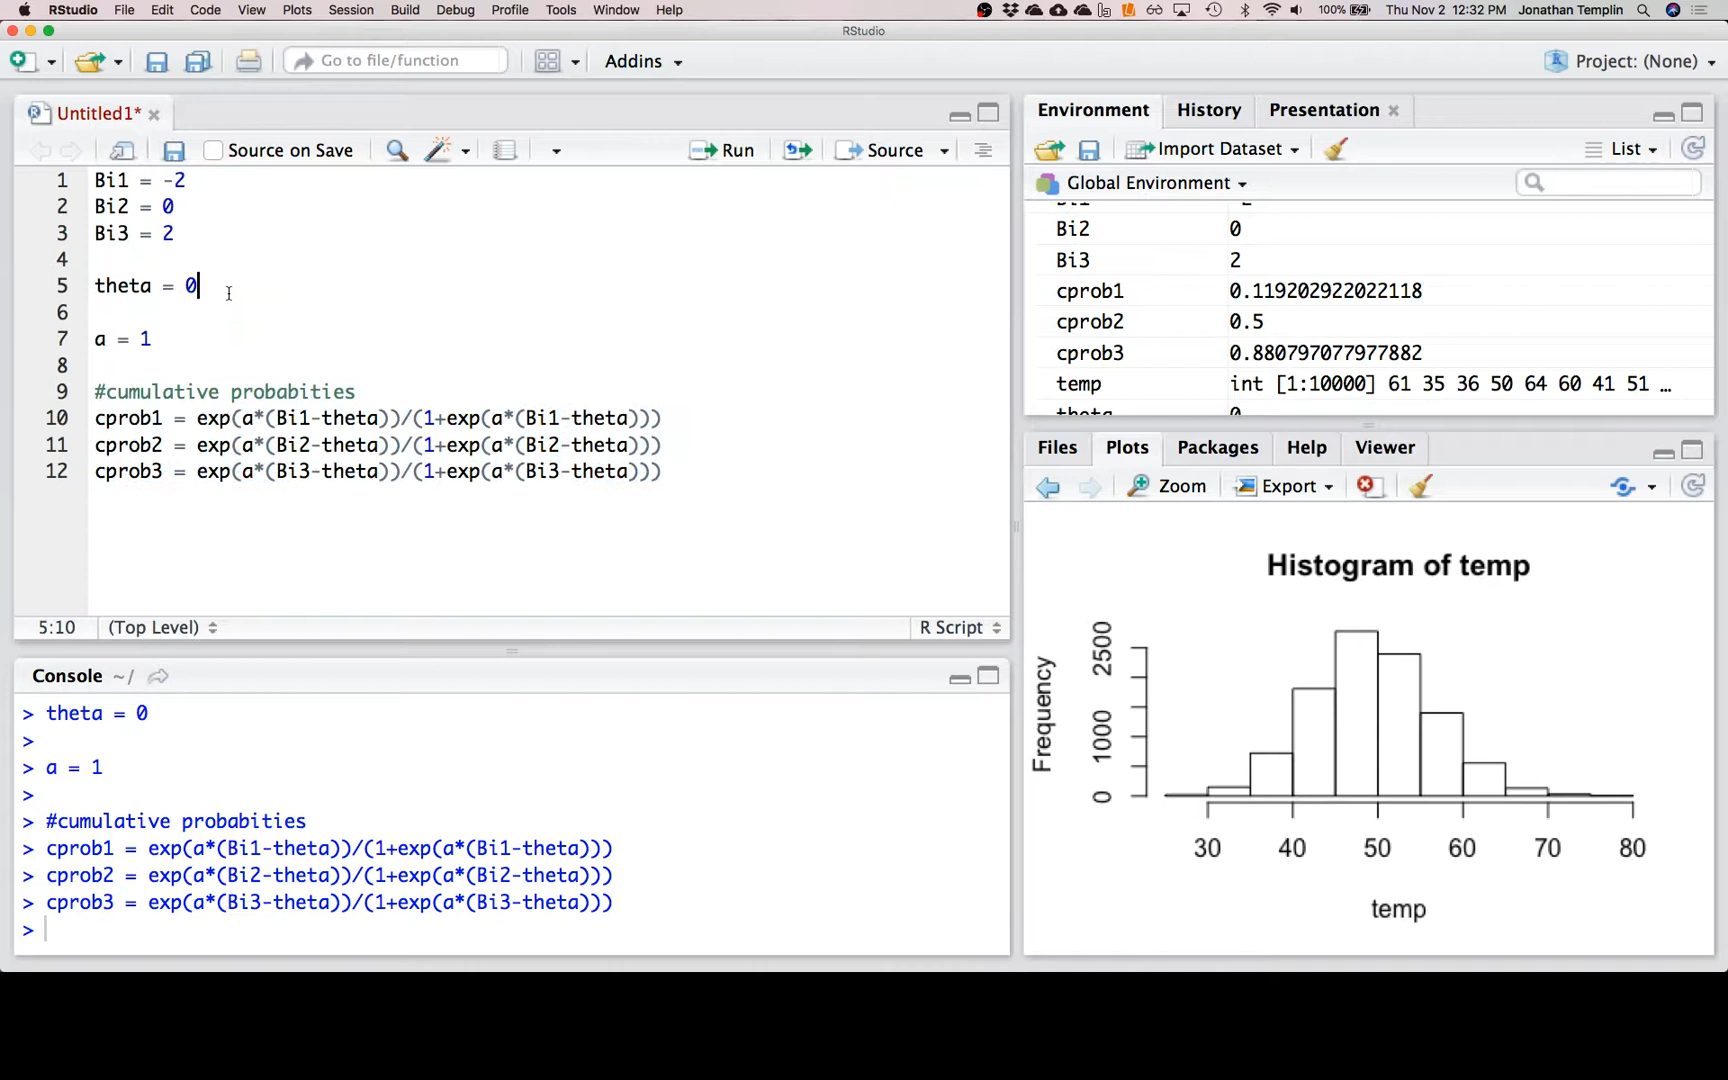 RStudio File Edit Code View Plots Session Build Debug Profile Tools Window Help 100% Thu Nov 2 12:32 PM Jonathan Templin
RStudio
Go to file/function Addins Project: (None)
Untitled1*
Source on Save Run Source
1 Bi1 = -2
2 Bi2 = 0
3 Bi3 = 2
4
5 theta = 0
6
7 a = 1
8
9 #cumulative probabities
10 cprob1 = exp(a*(Bi1-theta))/(1+exp(a*(Bi1-theta)))
11 cprob2 = exp(a*(Bi2-theta))/(1+exp(a*(Bi2-theta)))
12 cprob3 = exp(a*(Bi3-theta))/(1+exp(a*(Bi3-theta)))
5:10 (Top Level) R Script
Console ~/
> theta = 0
>
> a = 1
>
> #cumulative probabities
> cprob1 = exp(a*(Bi1-theta))/(1+exp(a*(Bi1-theta)))
> cprob2 = exp(a*(Bi2-theta))/(1+exp(a*(Bi2-theta)))
> cprob3 = exp(a*(Bi3-theta))/(1+exp(a*(Bi3-theta)))
>
Environment History Presentation
Import Dataset List
Global Environment
Bi2 0
Bi3 2
cprob1 0.119202922022118
cprob2 0.5
cprob3 0.880797077977882
temp int [1:10000] 61 35 36 50 64 60 41 51 …
theta 0
Files Plots Packages Help Viewer
Zoom Export
Histogram of temp
Frequency
2500
1000
0
30 40 50 60 70 80
temp